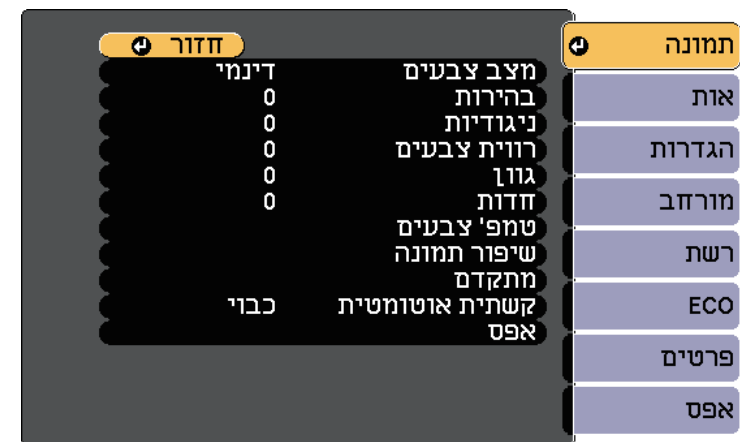 תמונה
אות
הגדרות
מורחב
רשת
ECO
פרטים
אפס
חזור
מצב צבעים דינמי
בהירות 0
ניגודיות 0
רווית צבעים 0
גוון 0
חדות 0
טמפ' צבעים
שיפור תמונה
מתקדם
קשתית אוטומטית כבוי
אפס